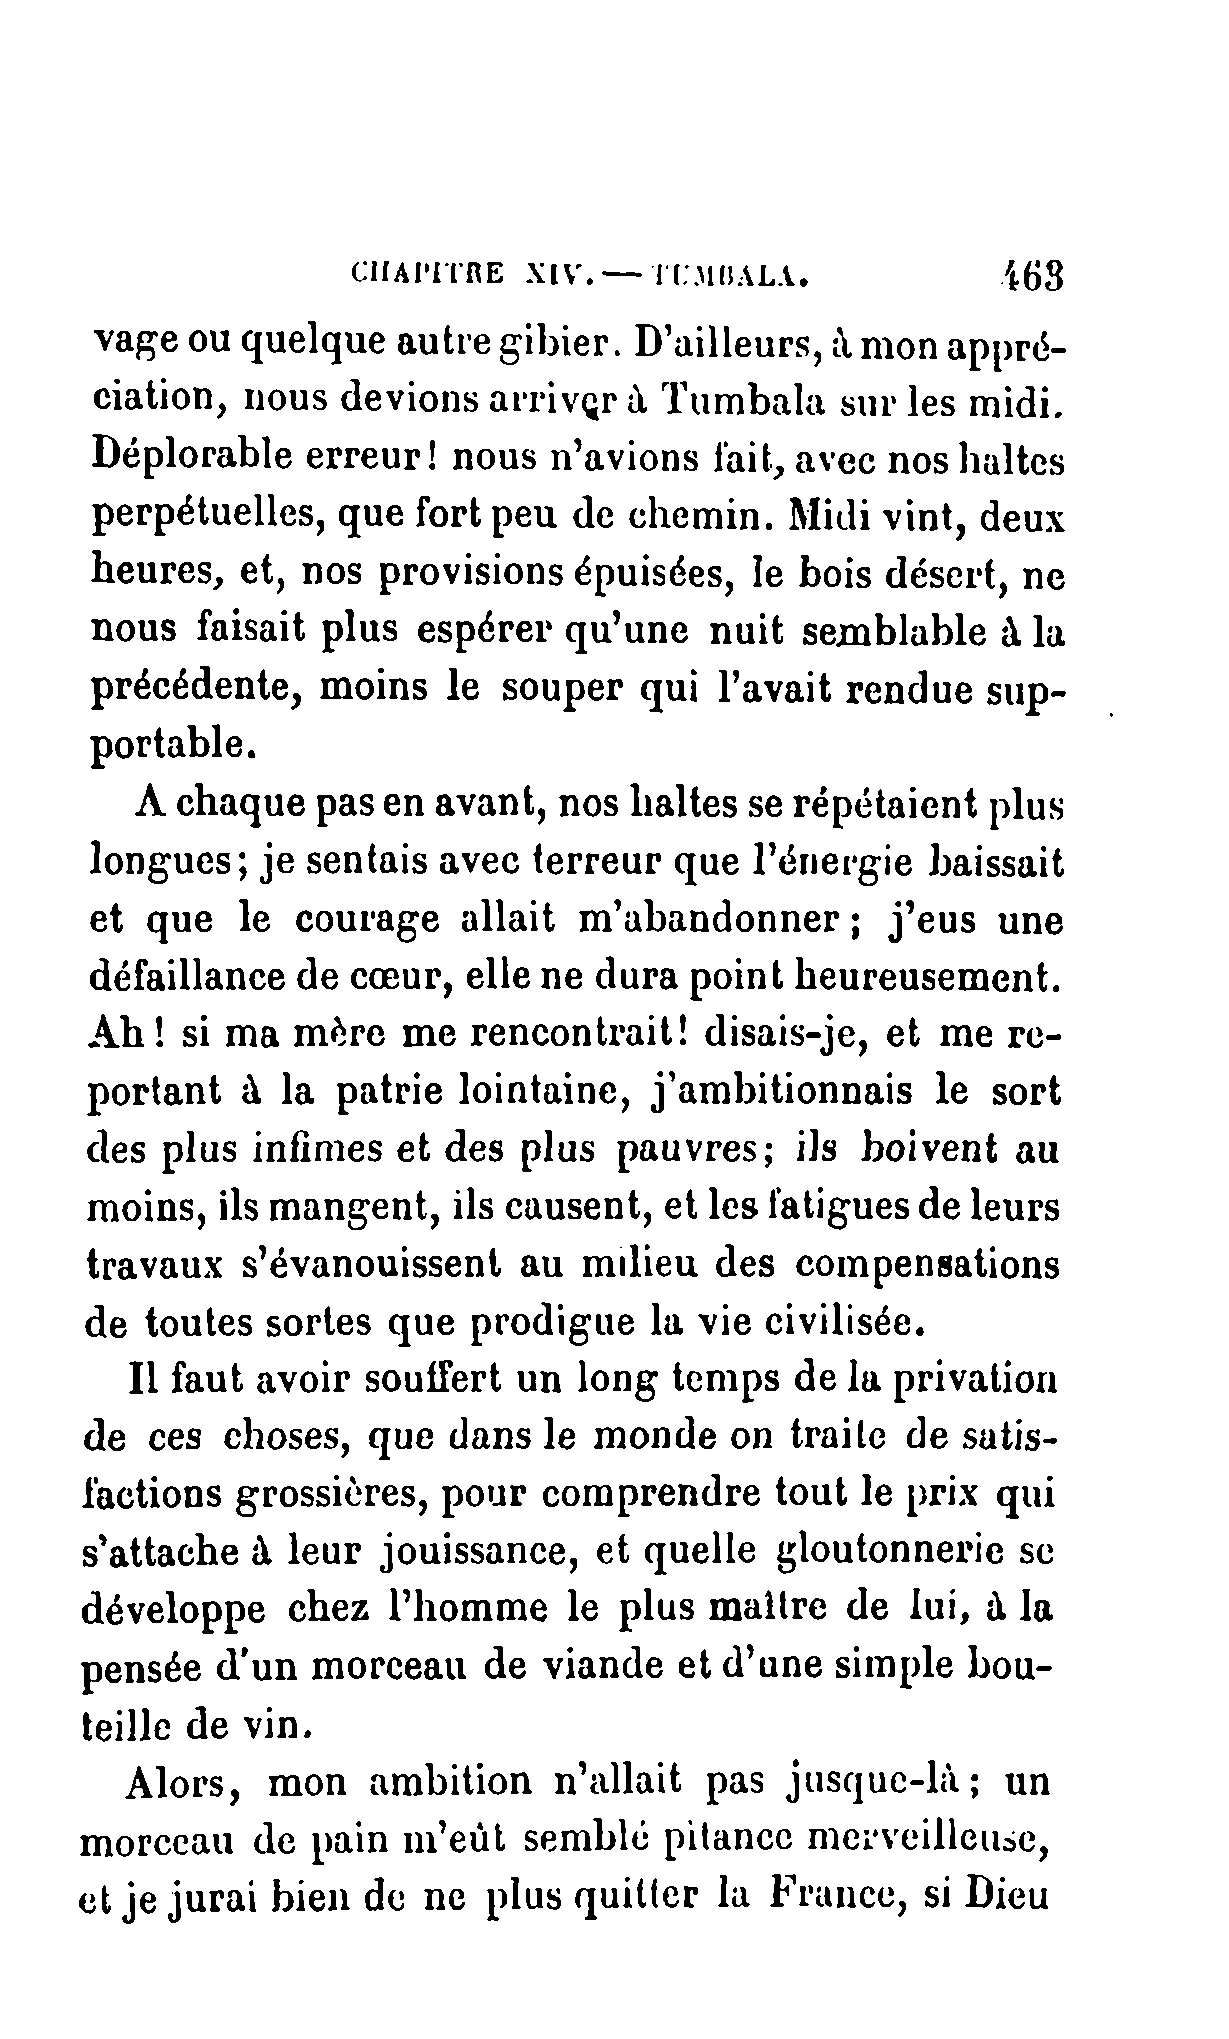 CHAPITRE XIV. — TUMBALA. 463
vage ou quelque autre gibier. D'ailleurs, à mon appré-
ciation, nous devions arriver à Tumbala sur les midi.
Déplorable erreur! nous n'avions fait, avec nos haltes
perpétuelles, que fort peu de chemin. Midi vint, deux
heures, et, nos provisions épuisées, le bois désert, ne
nous faisait plus espérer qu'une nuit semblable à la
précédente, moins le souper qui l'avait rendue sup-
portable.
A chaque pas en avant, nos haltes se répétaient plus
longues; je sentais avec terreur que l'énergie baissait
et que le courage allait m'abandonner; j'eus une
défaillance de cœur, elle ne dura point heureusement.
Ah! si ma mère me rencontrait! disais-je, et me re-
portant à la patrie lointaine, j'ambitionnais le sort
des plus infimes et des plus pauvres; ils boivent au
moins, ils mangent, ils causent, et les fatigues de leurs
travaux s'évanouissent au milieu des compensations
de toutes sortes que prodigue la vie civilisée.
Il faut avoir souffert un long temps de la privation
de ces choses, que dans le monde on traite de satis-
factions grossières, pour comprendre tout le prix qui
s'attache à leur jouissance, et quelle gloutonnerie se
développe chez l'homme le plus maître de lui, à la
pensée d'un morceau de viande et d'une simple bou-
teille de vin.
Alors, mon ambition n'allait pas jusque-là; un
morceau de pain m'eût semblé pitance merveilleuse,
et je jurai bien de ne plus quitter la France, si Dieu